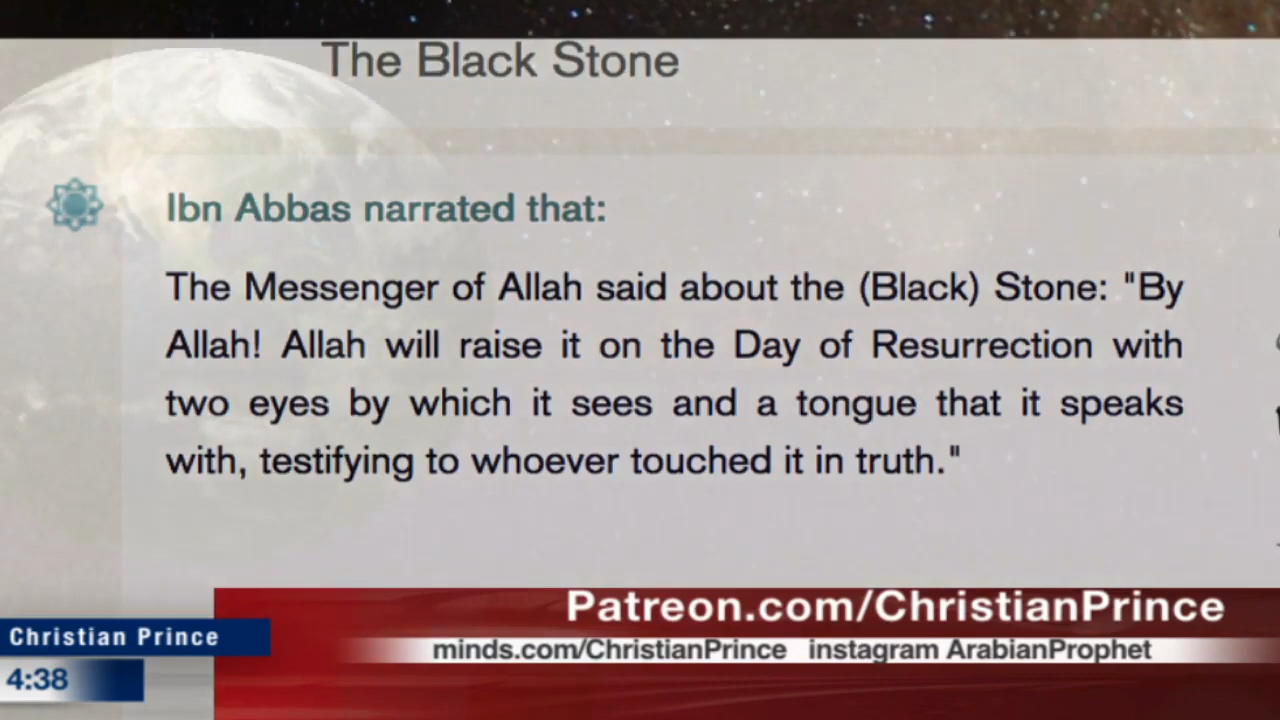 The Black Stone
Ibn Abbas narrated that:
The Messenger of Allah said about the (Black) Stone: "By
Allah! Allah will raise it on the Day of Resurrection with
two eyes by which it sees and a tongue that it speaks
with, testifying to whoever touched it in truth."
Patreon.com/ChristianPrince
Christian Prince
minds.com/ChristianPrince instagram ArabianProphet
4:38